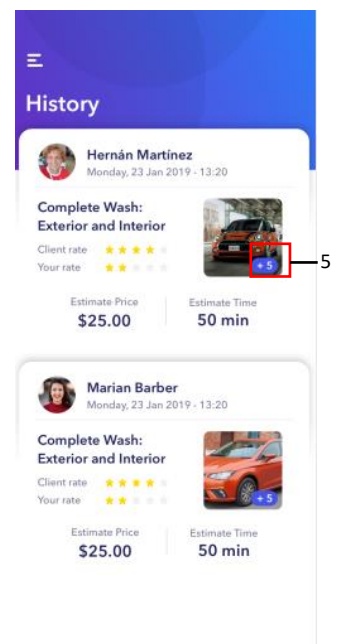 History
Hernán Martínez
Monday, 23 Jan 2019 - 13:20
Complete Wash:
Exterior and Interior
Client rate
Your rate
+ 5
5
Estimate Price
Estimate Time
$25.00
50 min
Marian Barber
Monday, 23 Jan 2019 - 13:20
Complete Wash:
Exterior and Interior
Client rate
Your rate
+ 5
Estimate Price
Estimate Time
$25.00
50 min